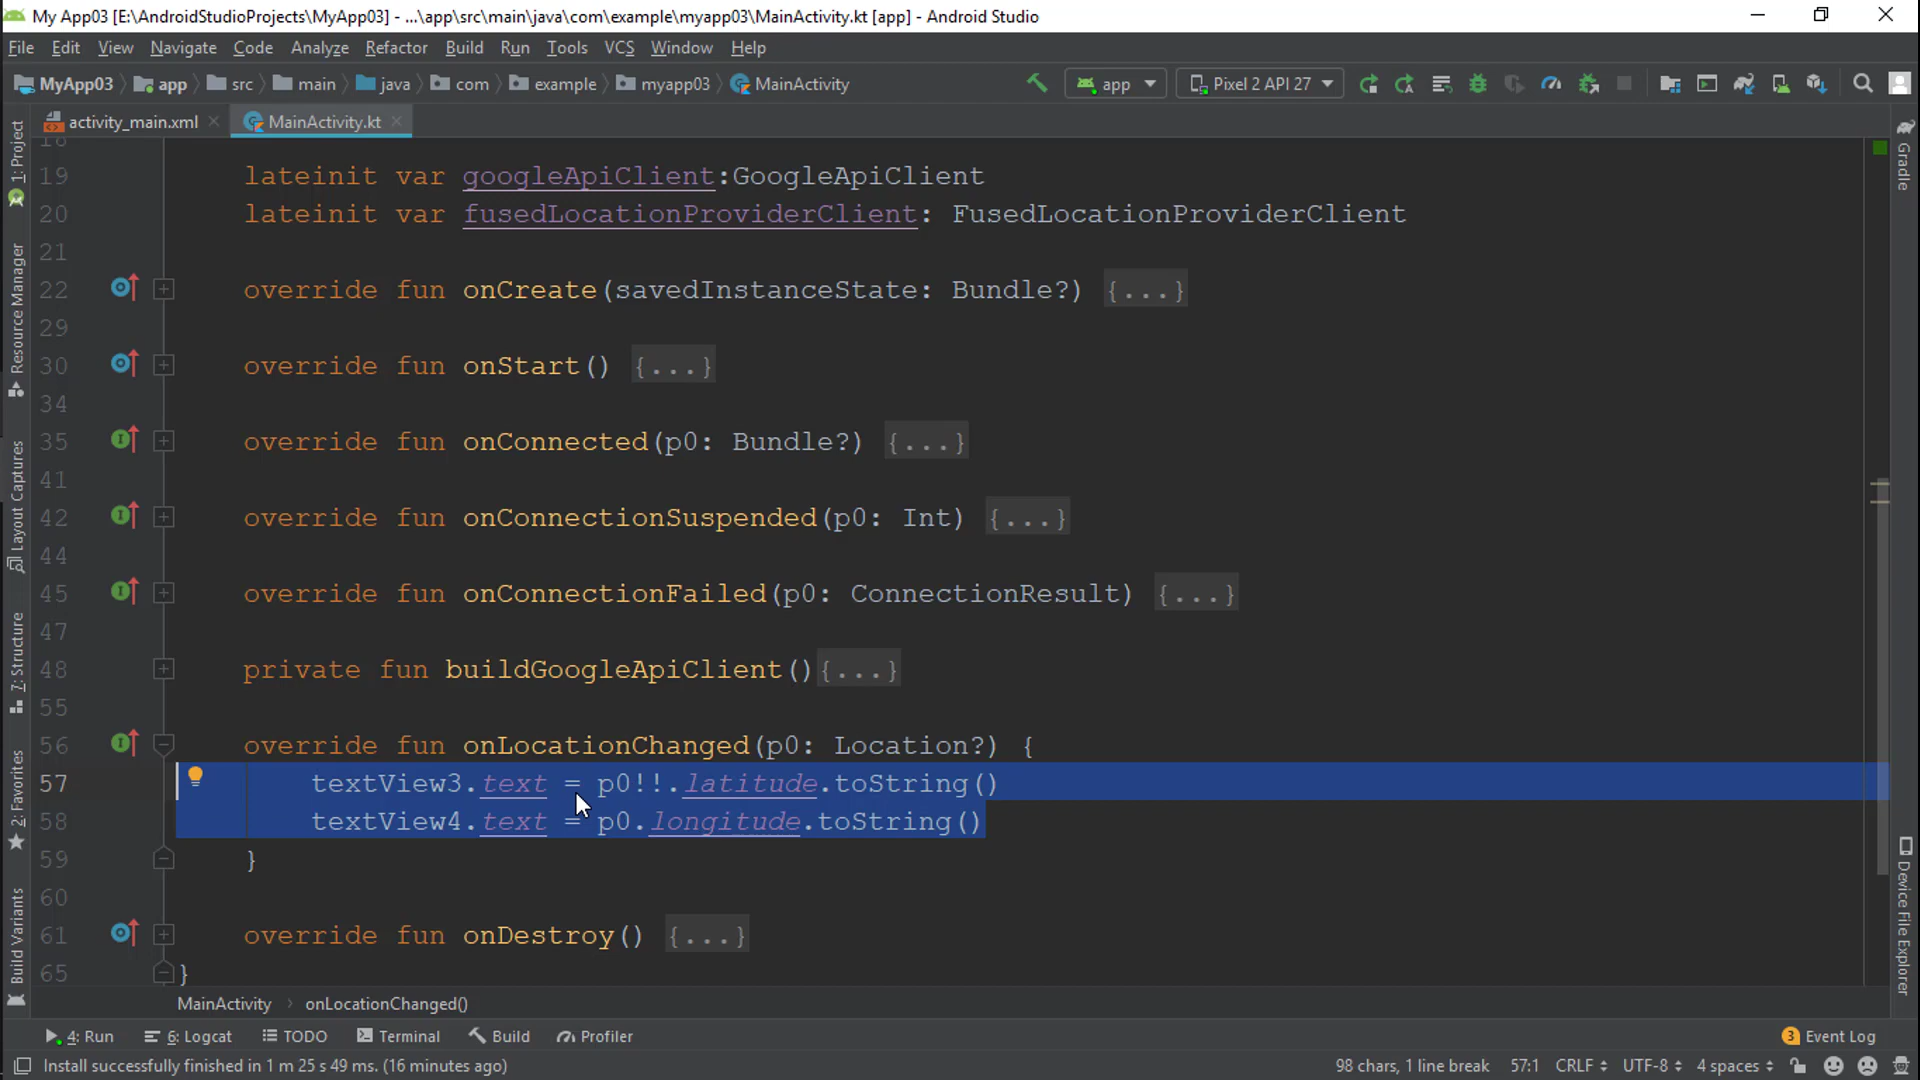 My App03 [E:\AndroidStudioProjects\MyApp03] - ...\app\src\main\java\com\example\myapp03\MainActivity.kt [app] - Android Studio
File Edit View Navigate Code Analyze Refactor Build Run Tools VCS Window Help
MyApp03 app src main java com example myapp03 MainActivity app Pixel 2 API 27
activity_main.xml MainActivity.kt
18
19 lateinit var googleApiClient:GoogleApiClient
20 lateinit var fusedLocationProviderClient: FusedLocationProviderClient
21
22 override fun onCreate(savedInstanceState: Bundle?) {...}
29
30 override fun onStart() {...}
34
35 override fun onConnected(p0: Bundle?) {...}
41
42 override fun onConnectionSuspended(p0: Int) {...}
44
45 override fun onConnectionFailed(p0: ConnectionResult) {...}
47
48 private fun buildGoogleApiClient(){...}
55
56 override fun onLocationChanged(p0: Location?) {
57 textView3.text = p0!!.latitude.toString()
58 textView4.text = p0.longitude.toString()
59 }
60
61 override fun onDestroy() {...}
65 }
MainActivity onLocationChanged()
4: Run 6: Logcat TODO Terminal Build Profiler 3 Event Log
Install successfully finished in 1 m 25 s 49 ms. (16 minutes ago) 98 chars, 1 line break 57:1 CRLF UTF-8 4 spaces
1: Project
Resource Manager
Layout Captures
7: Structure
2: Favorites
Build Variants
Gradle
Device File Explorer